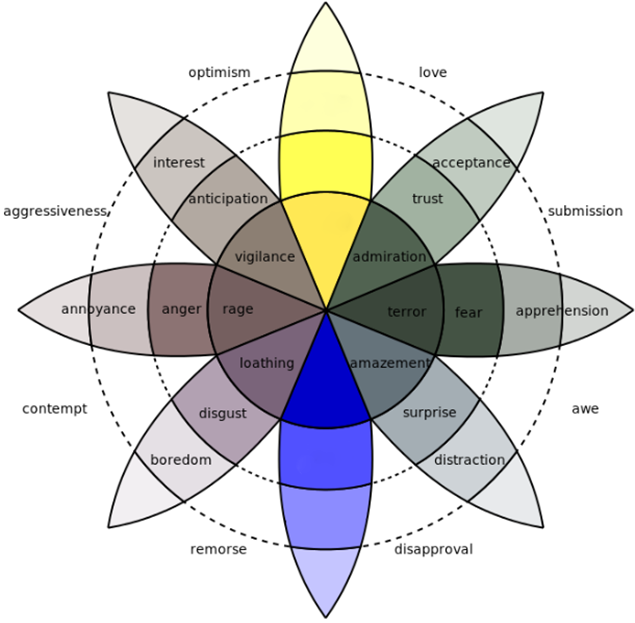 optimism
love
interest
acceptance
anticipation
trust
aggressiveness
submission
vigilance
admiration
annoyance
anger
rage
terror
fear
apprehension
loathing
amazement
contempt
disgust
surprise
awe
boredom
distraction
remorse
disapproval